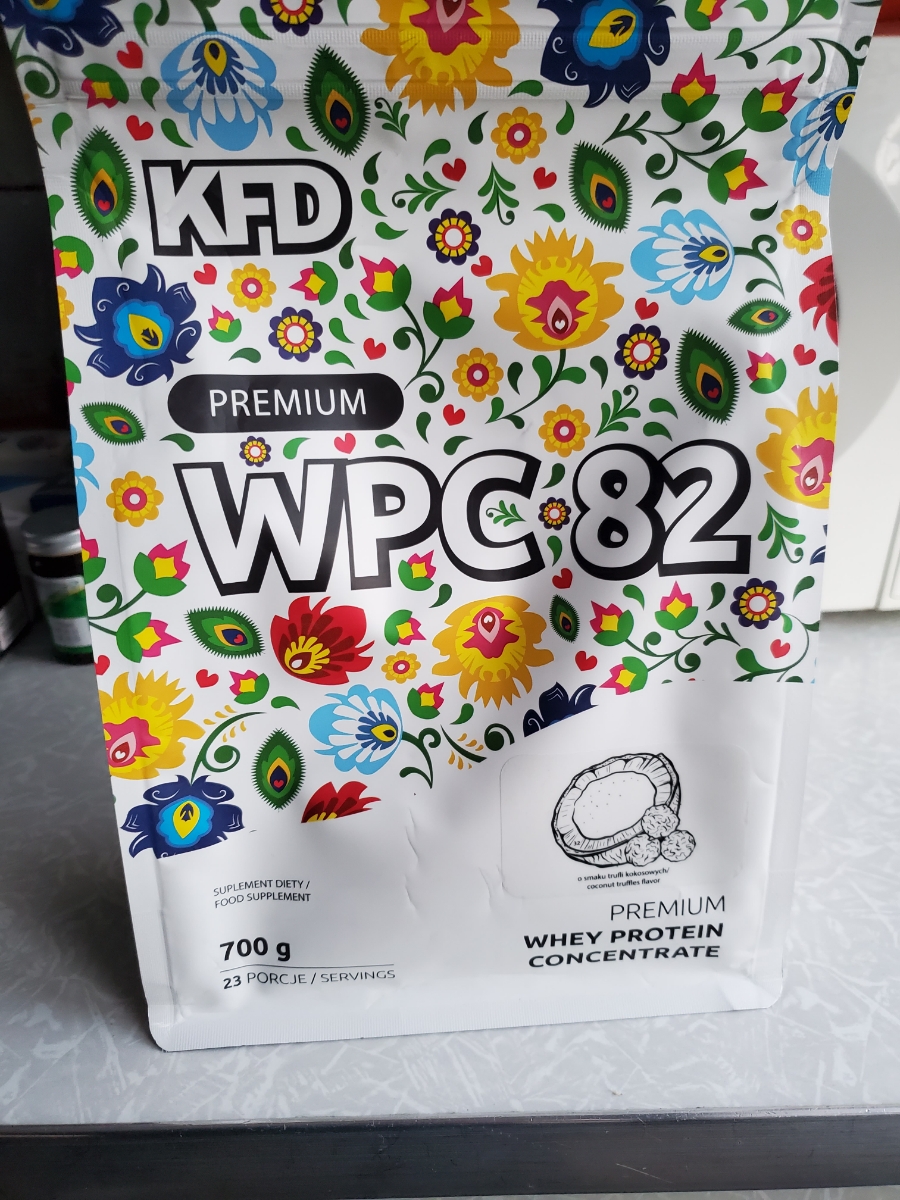 KFD
PREMIUM
WPC 82
o smaku trufli kokosowych/
coconut truffles flavor
SUPLEMENT DIETY /
FOOD SUPPLEMENT
700 g
23 PORCJE / SERVINGS
PREMIUM
WHEY PROTEIN
CONCENTRATE